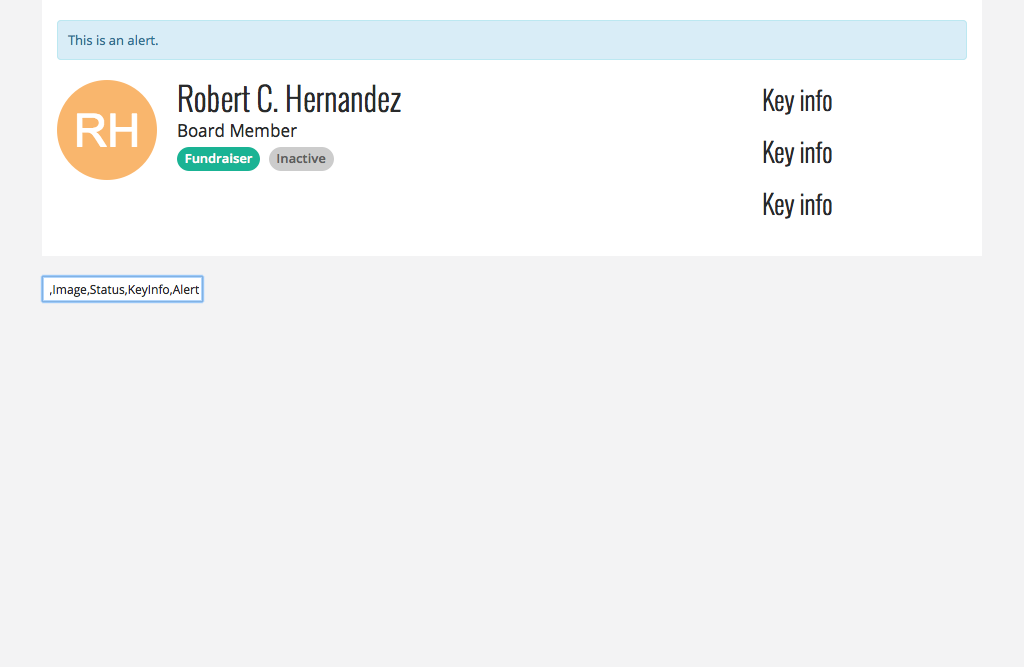 This is an alert.
RH
Robert C. Hernandez
Board Member
Fundraiser Inactive
Key info
Key info
Key info
,Image,Status,KeyInfo,Alert